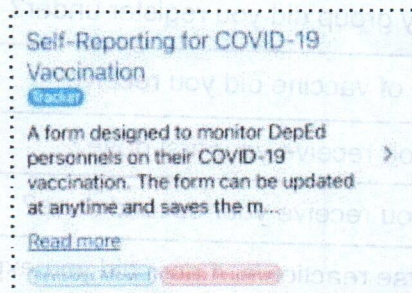 Self-Reporting for COVID-19
Vaccination
Tracker
A form designed to monitor DepEd
personnels on their COVID-19
vaccination. The form can be updated
at anytime and saves the m...
Read more